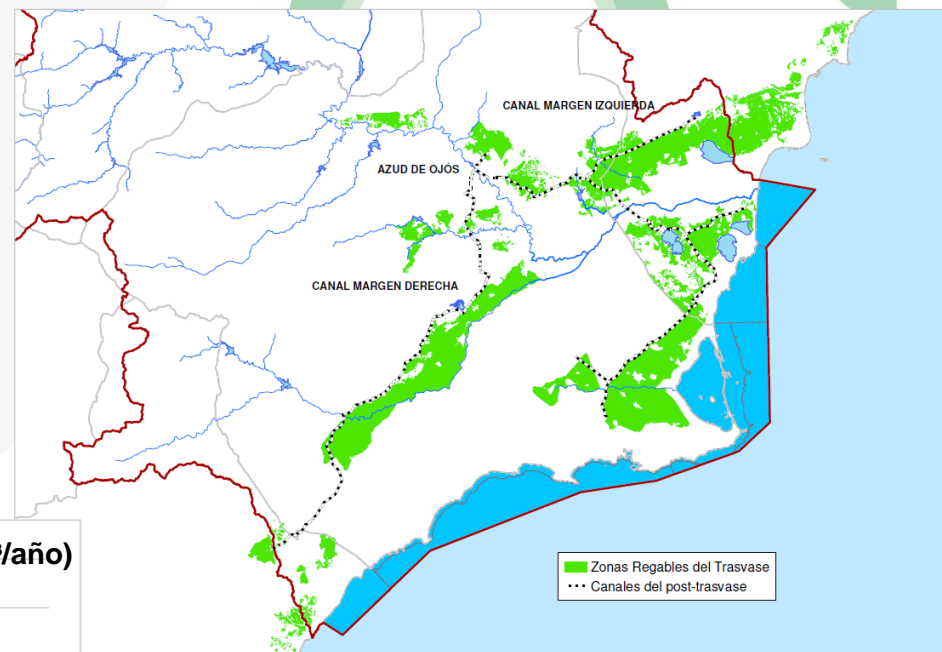 CANAL MARGEN IZQUIERDA
AZUD DE OJÓS
CANAL MARGEN DERECHA
/año)
Zonas Regables del Trasvase
Canales del post-trasvase